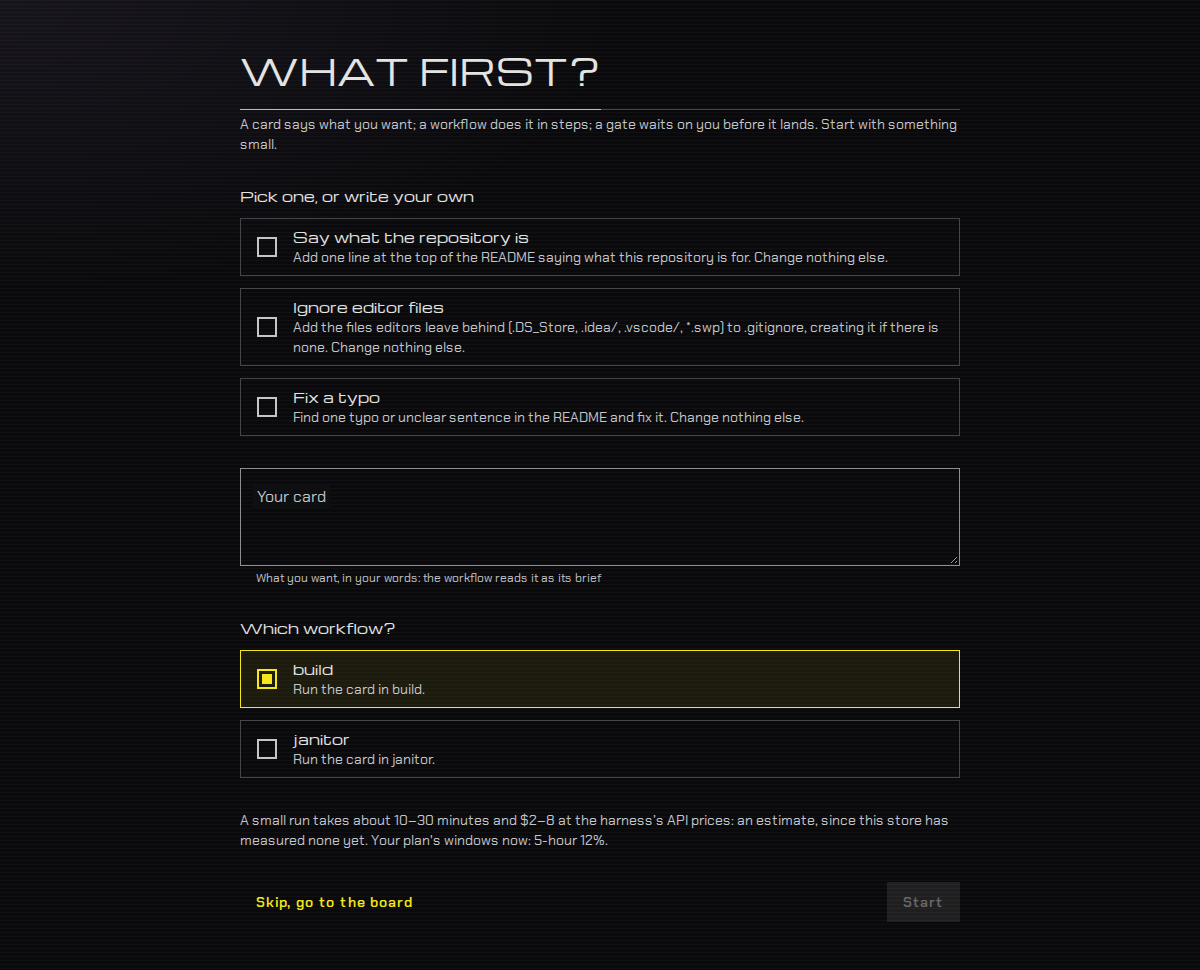 WHAT FIRST?
A card says what you want; a workflow does it in steps; a gate waits on you before it lands. Start with something
small.
Pick one, or write your own
Say what the repository is
Add one line at the top of the README saying what this repository is for. Change nothing else.
Ignore editor files
Add the files editors leave behind (.DS_Store, .idea/, .vscode/, *.swp) to .gitignore, creating it if there is
none. Change nothing else.
Fix a typo
Find one typo or unclear sentence in the README and fix it. Change nothing else.
Your card
What you want, in your words: the workflow reads it as its brief
Which workflow?
build
Run the card in build.
janitor
Run the card in janitor.
A small run takes about 10–30 minutes and $2–8 at the harness's API prices: an estimate, since this store has
measured none yet. Your plan's windows now: 5-hour 12%.
Skip, go to the board
Start